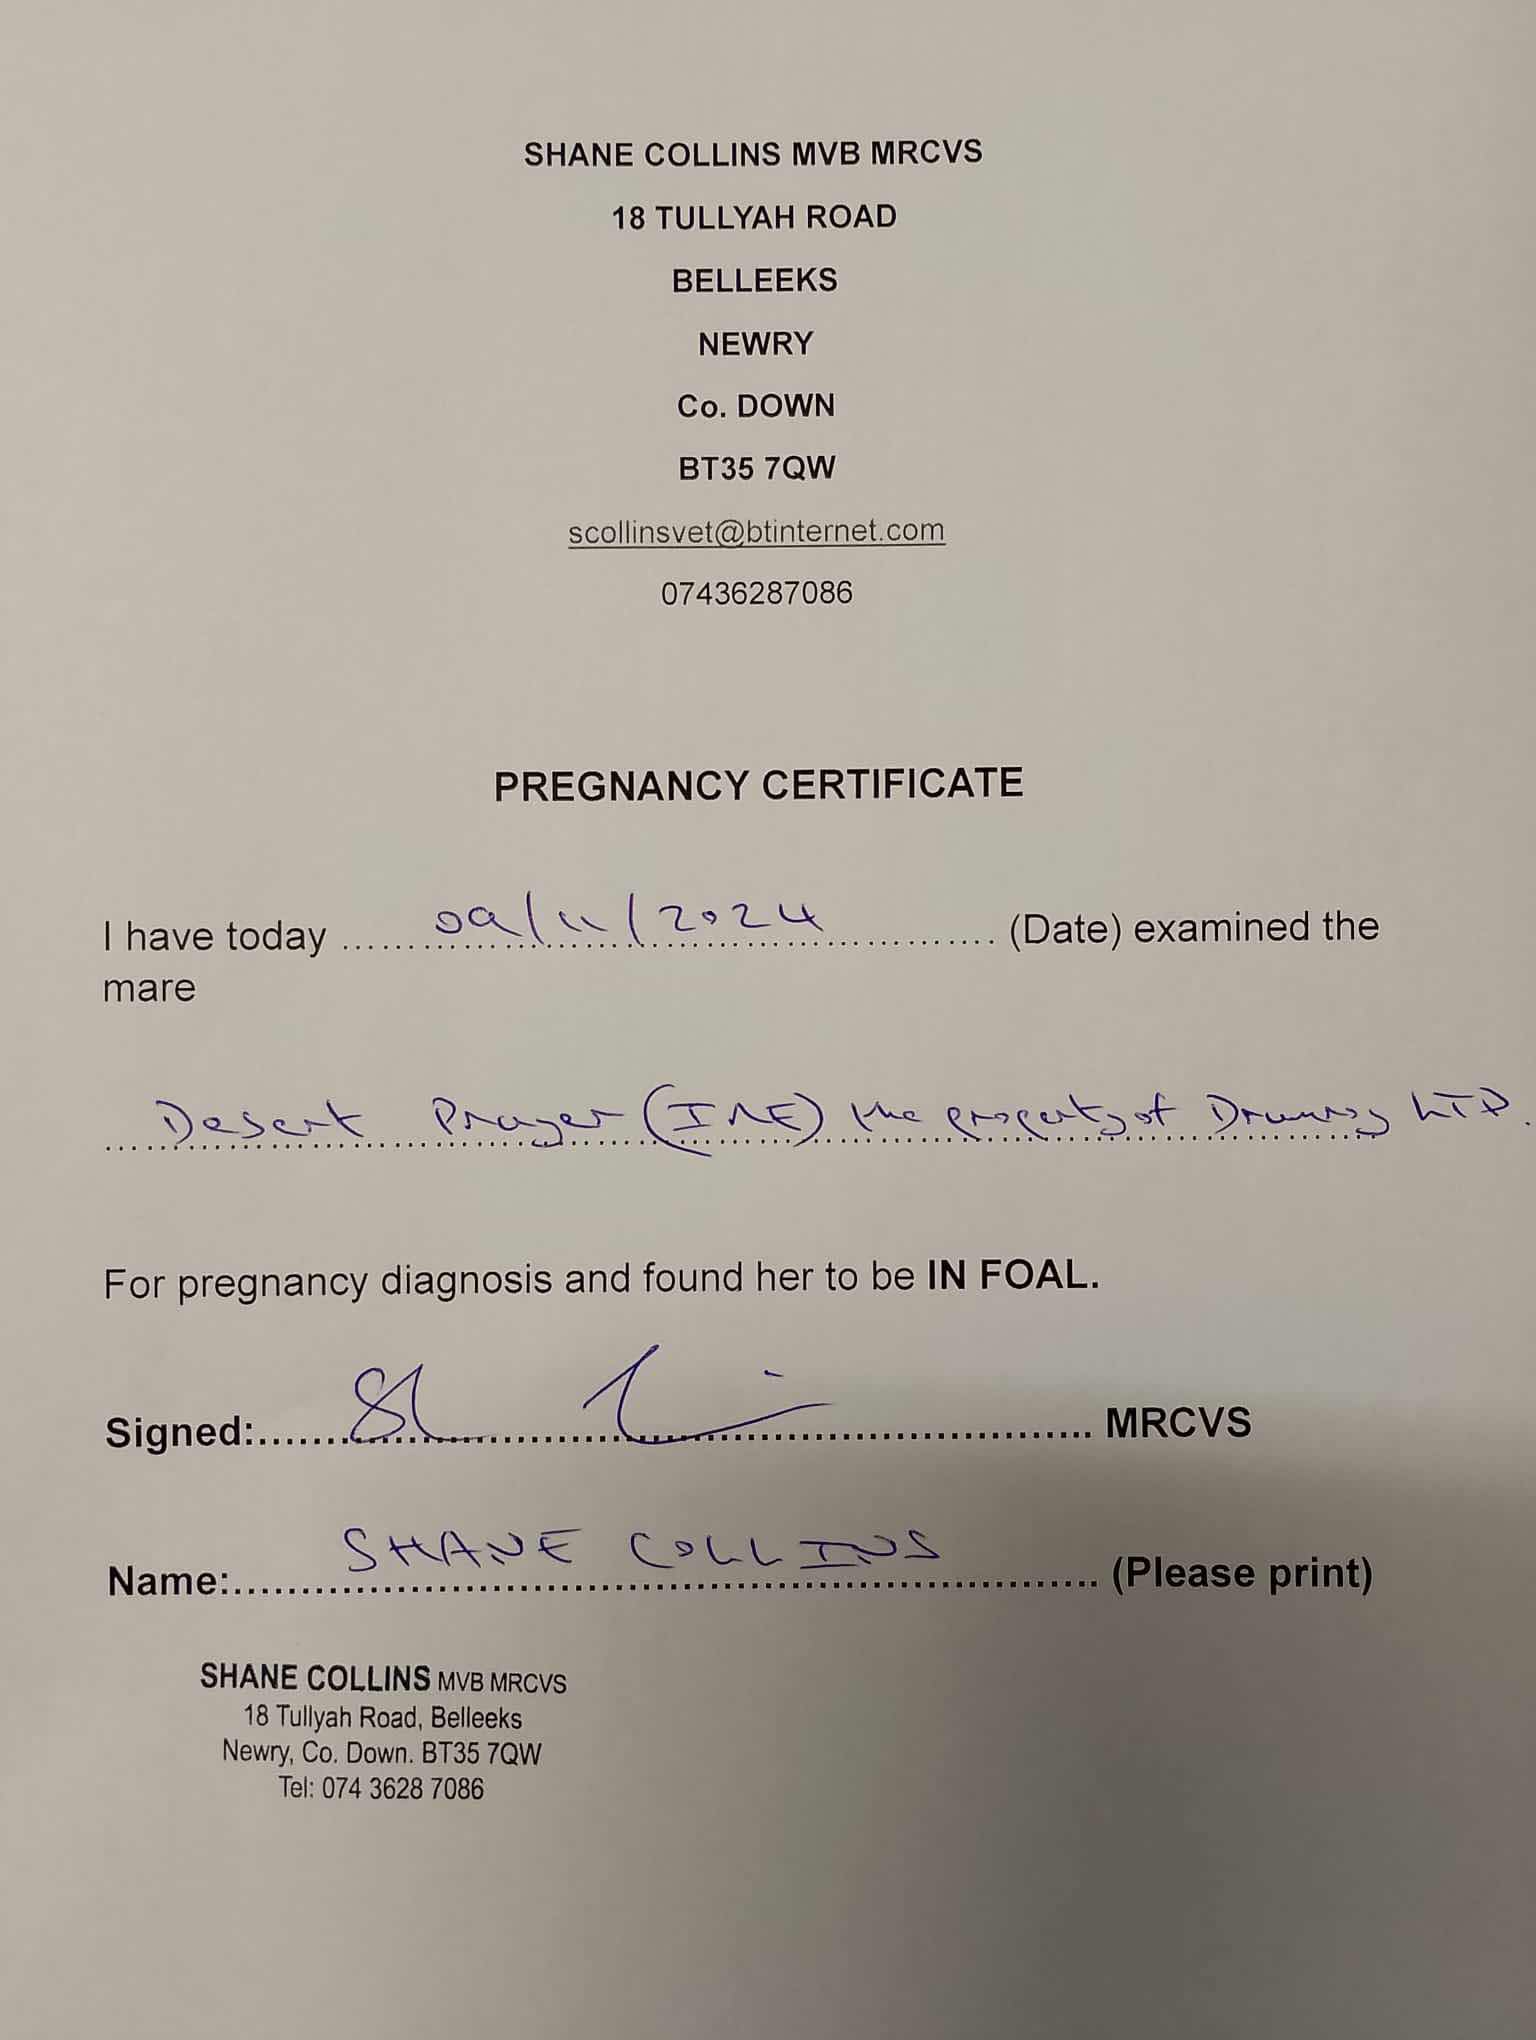 SHANE COLLINS MVB MRCVS
18 TULLYAH ROAD
BELLEEKS
NEWRY
Co. DOWN
BT35 7QW
scollinsvet@btinternet.com
07436287086
PREGNANCY CERTIFICATE
I have today 09/11/2024 (Date) examined the
mare
Desert Prayer (IRE) the property of LTD.
For pregnancy diagnosis and found her to be IN FOAL.
Signed: MRCVS
Name: SHANE COLLINS (Please print)
SHANE COLLINS MVB MRCVS
18 Tullyah Road, Belleeks
Newry, Co. Down. BT35 7QW
Tel: 074 3628 7086